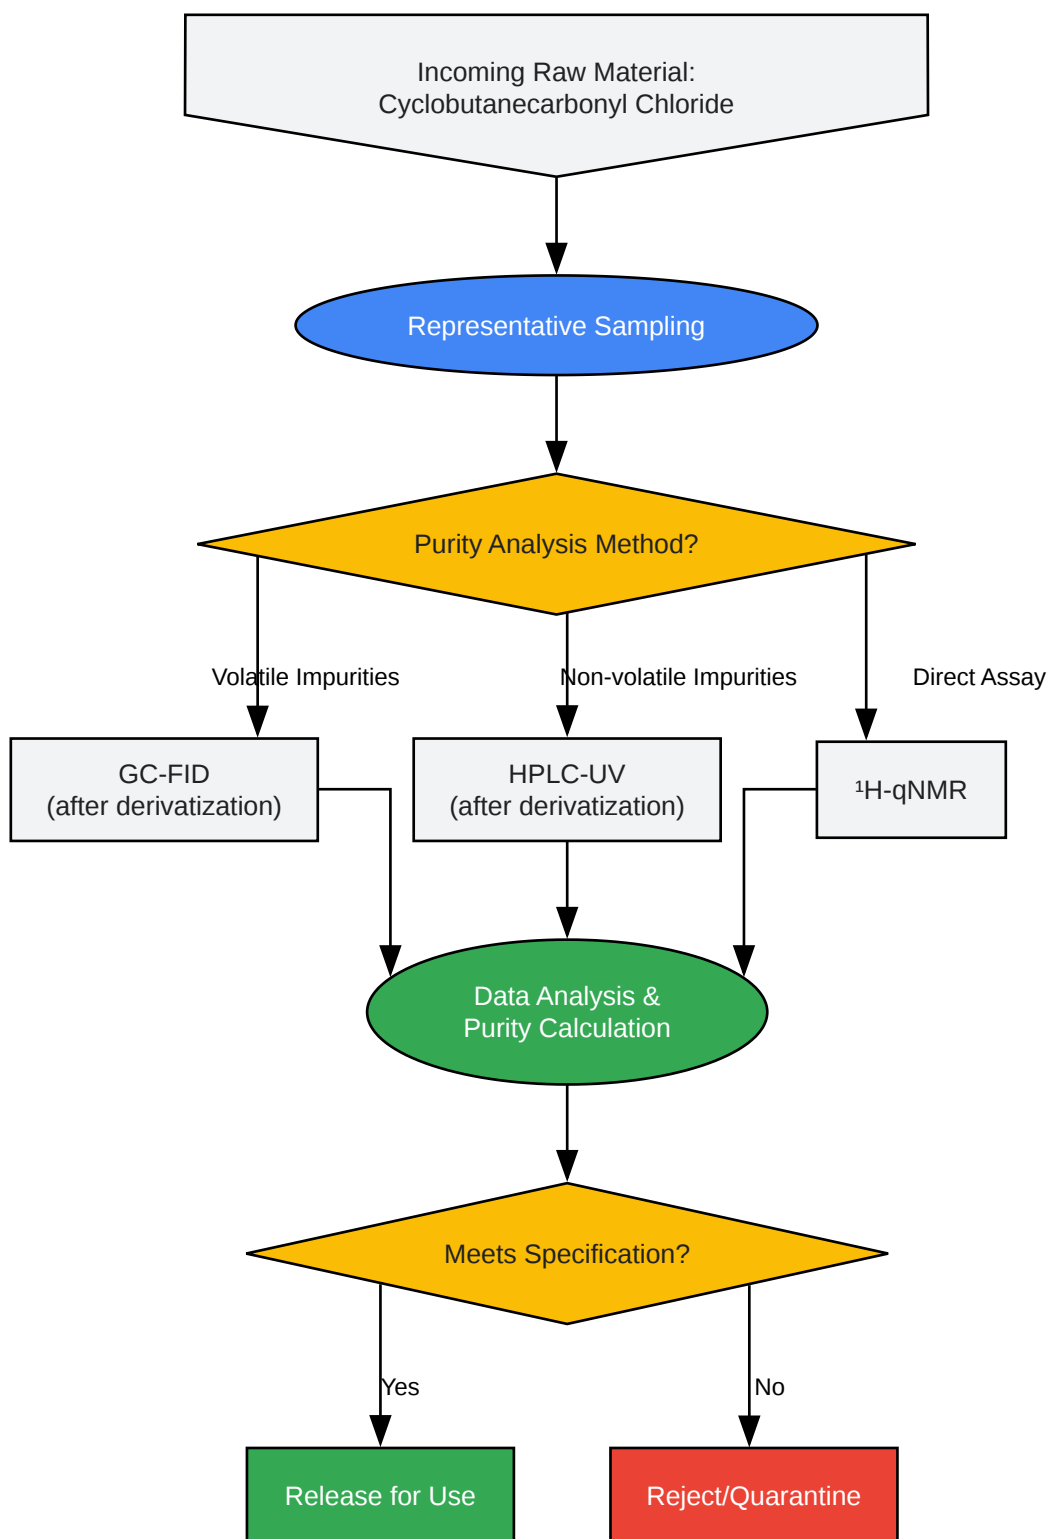 Incoming Raw Material:
Cyclobutanecarbonyl Chloride
Representative Sampling
Purity Analysis Method?
Volatile Impurities
Non-volatile Impurities
Direct Assay
GC-FID
(after derivatization)
HPLC-UV
(after derivatization)
¹H-qNMR
Data Analysis &
Purity Calculation
Meets Specification?
Yes
No
Release for Use
Reject/Quarantine